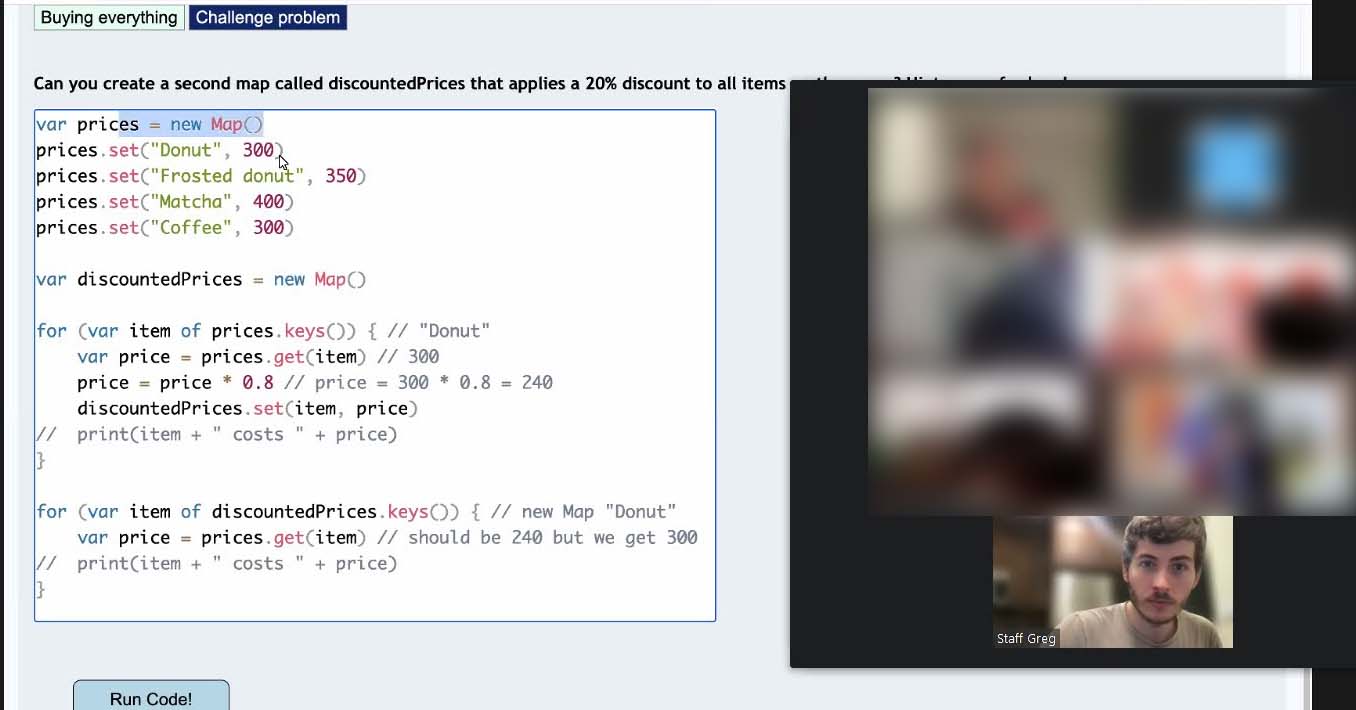 Buying everything Challenge problem
Can you create a second map called discountedPrices that applies a 20% discount to all items
var prices = new Map()
prices.set("Donut", 300)
prices.set("Frosted donut", 350)
prices.set("Matcha", 400)
prices.set("Coffee", 300)
var discountedPrices = new Map()
for (var item of prices.keys()) { // "Donut"
var price = prices.get(item) // 300
price = price * 0.8 // price = 300 * 0.8 = 240
discountedPrices.set(item, price)
// print(item + " costs " + price)
}
for (var item of discountedPrices.keys()) { // new Map "Donut"
var price = prices.get(item) // should be 240 but we get 300
// print(item + " costs " + price)
}
Staff Greg
Run Code!